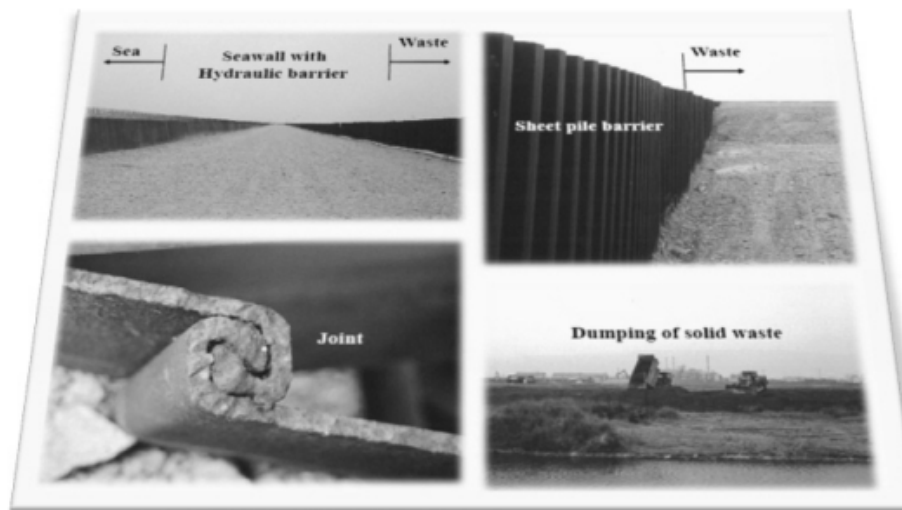 Sea
Seawall with
Hydraulic barrier
Waste
Waste
Sheet pile barrier
Joint
Dumping of solid waste